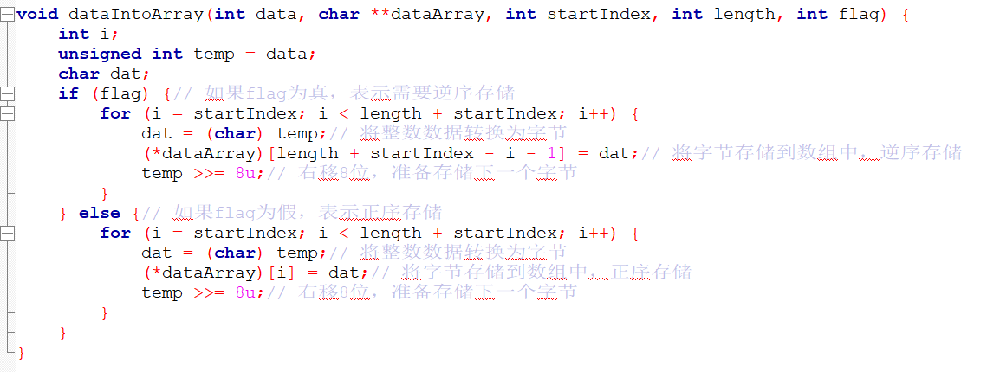 void dataIntoArray(int data, char **dataArray, int startIndex, int length, int flag) {
    int i;
    unsigned int temp = data;
    char dat;
    if (flag) {// 如果flag为真，表示需要逆序存储
        for (i = startIndex; i < length + startIndex; i++) {
            dat = (char) temp;// 将整数数据转换为字节
            (*dataArray)[length + startIndex - i - 1] = dat;// 将字节存储到数组中，逆序存储
            temp >>= 8u;// 右移8位，准备存储下一个字节
        }
    } else {// 如果flag为假，表示正序存储
        for (i = startIndex; i < length + startIndex; i++) {
            dat = (char) temp;// 将整数数据转换为字节
            (*dataArray)[i] = dat;// 将字节存储到数组中，正序存储
            temp >>= 8u;// 右移8位，准备存储下一个字节
        }
    }
}